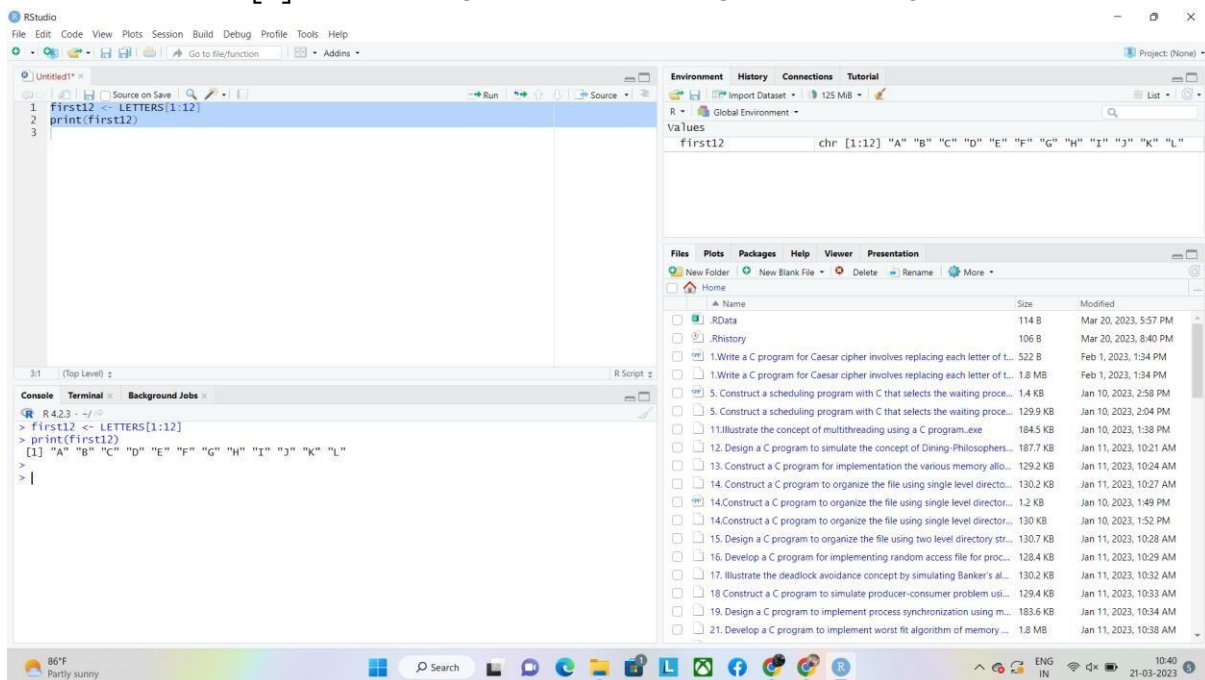 RStudio
File Edit Code View Plots Session Build Debug Profile Tools Help
Go to file/function Addins Project: (None)
Untitled1*
Source on Save Run Source
1 first12 <- LETTERS[1:12]
2 print(first12)
3
3:1 (Top Level) R Script
Console Terminal Background Jobs
R 4.2.3 · ~/
> first12 <- LETTERS[1:12]
> print(first12)
[1] "A" "B" "C" "D" "E" "F" "G" "H" "I" "J" "K" "L"
>
>
Environment History Connections Tutorial
Import Dataset 125 MiB List
R Global Environment
Values
first12 chr [1:12] "A" "B" "C" "D" "E" "F" "G" "H" "I" "J" "K" "L"
Files Plots Packages Help Viewer Presentation
New Folder New Blank File Delete Rename More
Home
Name Size Modified
.RData 114 B Mar 20, 2023, 5:57 PM
.Rhistory 106 B Mar 20, 2023, 8:40 PM
1.Write a C program for Caesar cipher involves replacing each letter of t... 522 B Feb 1, 2023, 1:34 PM
1.Write a C program for Caesar cipher involves replacing each letter of t... 1.8 MB Feb 1, 2023, 1:34 PM
5. Construct a scheduling program with C that selects the waiting proce... 1.4 KB Jan 10, 2023, 2:58 PM
5. Construct a scheduling program with C that selects the waiting proce... 129.9 KB Jan 10, 2023, 2:04 PM
11.Illustrate the concept of multithreading using a C program..exe 184.5 KB Jan 10, 2023, 1:38 PM
12. Design a C program to simulate the concept of Dining-Philosophers... 187.7 KB Jan 11, 2023, 10:21 AM
13. Construct a C program for implementation the various memory allo... 129.2 KB Jan 11, 2023, 10:24 AM
14. Construct a C program to organize the file using single level directo... 130.2 KB Jan 11, 2023, 10:27 AM
14.Construct a C program to organize the file using single level director... 1.2 KB Jan 10, 2023, 1:49 PM
14.Construct a C program to organize the file using single level director... 130 KB Jan 10, 2023, 1:52 PM
15. Design a C program to organize the file using two level directory str... 130.7 KB Jan 11, 2023, 10:28 AM
16. Develop a C program for implementing random access file for proc... 128.4 KB Jan 11, 2023, 10:29 AM
17. Illustrate the deadlock avoidance concept by simulating Banker's al... 130.2 KB Jan 11, 2023, 10:32 AM
18 Construct a C program to simulate producer-consumer problem usi... 129.4 KB Jan 11, 2023, 10:33 AM
19. Design a C program to implement process synchronization using m... 183.6 KB Jan 11, 2023, 10:34 AM
21. Develop a C program to implement worst fit algorithm of memory ... 1.8 MB Jan 11, 2023, 10:38 AM
86°F
Partly sunny
Search
ENG
IN
10:40
21-03-2023
5